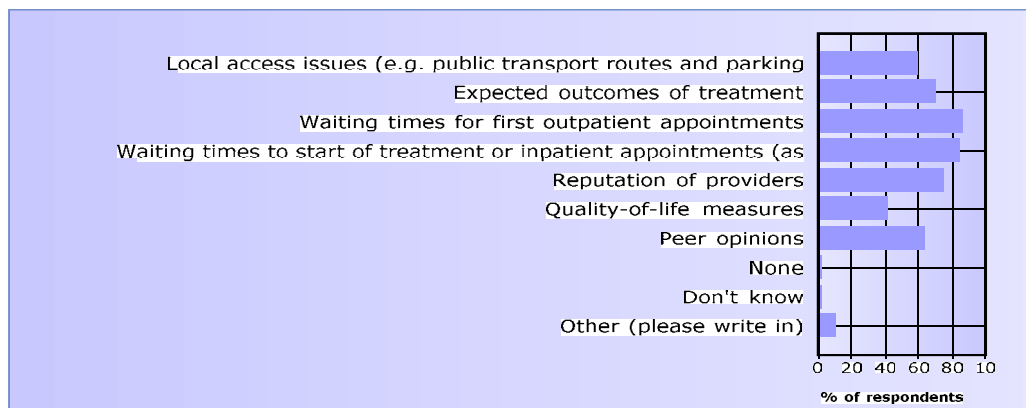 Local access issues (e.g. public transport routes and parking
Expected outcomes of treatment
Waiting times for first outpatient appointments
Waiting times to start of treatment or inpatient appointments (as
Reputation of providers
Quality-of-life measures
Peer opinions
None
Don't know
Other (please write in)
0 20 40 60 80 10
% of respondents